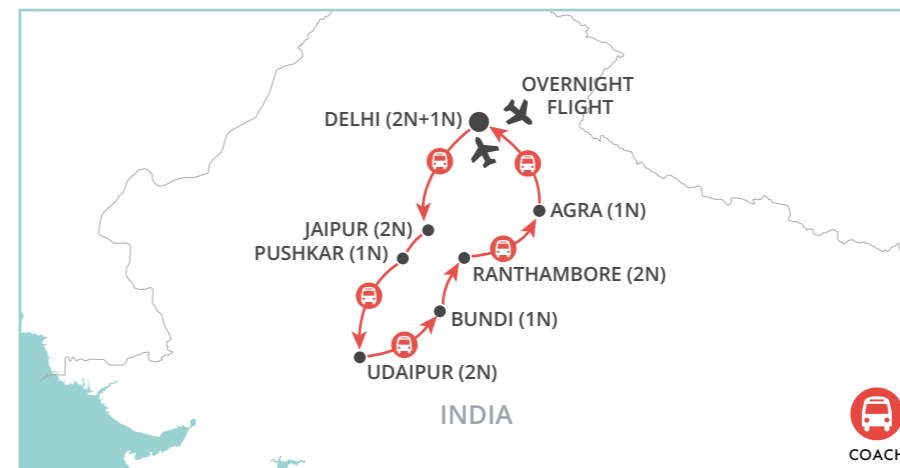 OVERNIGHT
FLIGHT
DELHI (2N+1N)
AGRA (1N)
JAIPUR (2N)
PUSHKAR (1N)
RANTHAMBORE (2N)
BUNDI (1N)
UDAIPUR (2N)
INDIA
COACH